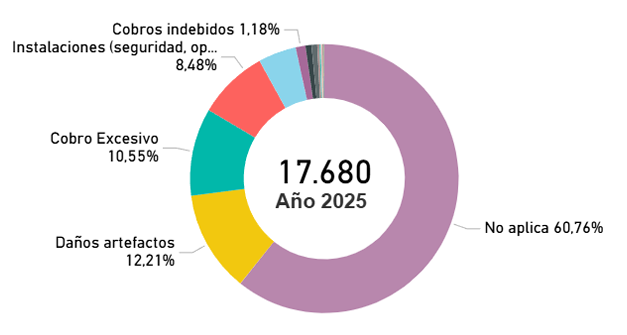 Cobros indebidos 1,18%
Instalaciones (seguridad, op...
8,48%
Cobro Excesivo
10,55%
Daños artefactos
12,21%
17.680
Año 2025
No aplica 60,76%